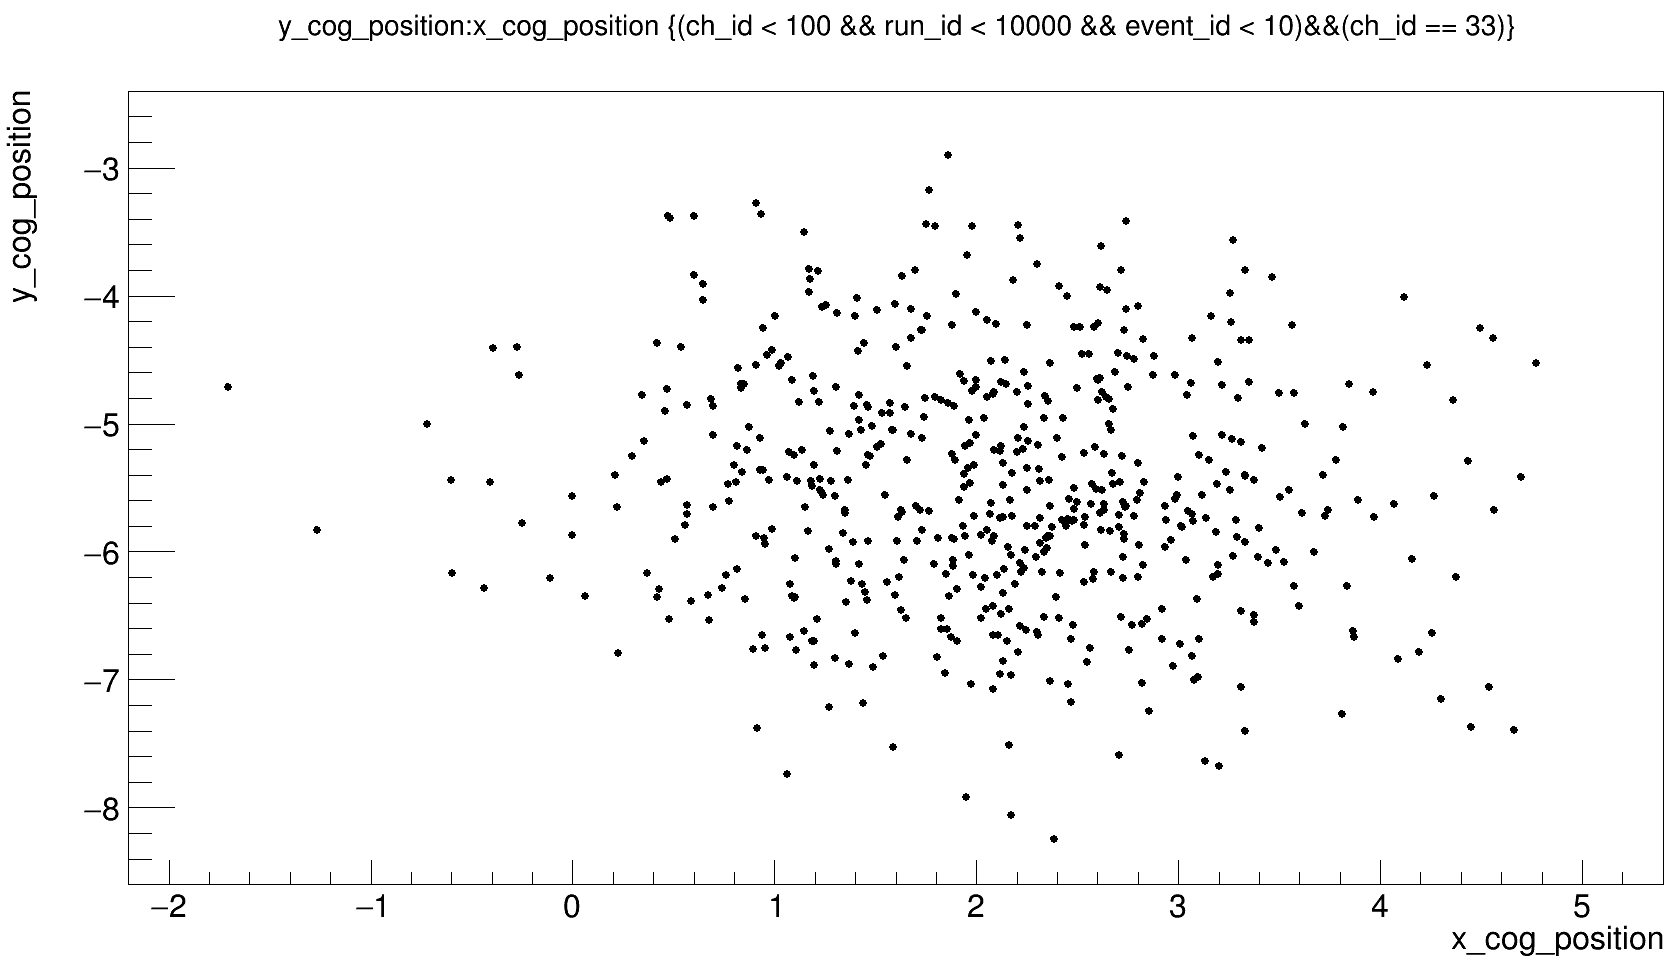 y_cog_position:x_cog_position {(ch_id < 100 && run_id < 10000 && event_id < 10)&&(ch_id == 33)}
y_cog_position
−3
−4
−5
−6
−7
−8
−2 −1 0 1 2 3 4 5
x_cog_position